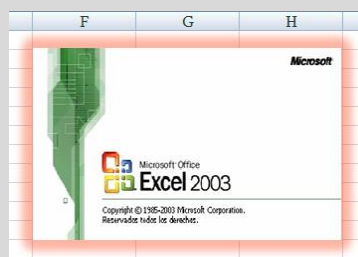 F G H
Microsoft
Microsoft Office
Excel 2003
Copyright © 1985-2003 Microsoft Corporation.
Reservados todos los derechos.